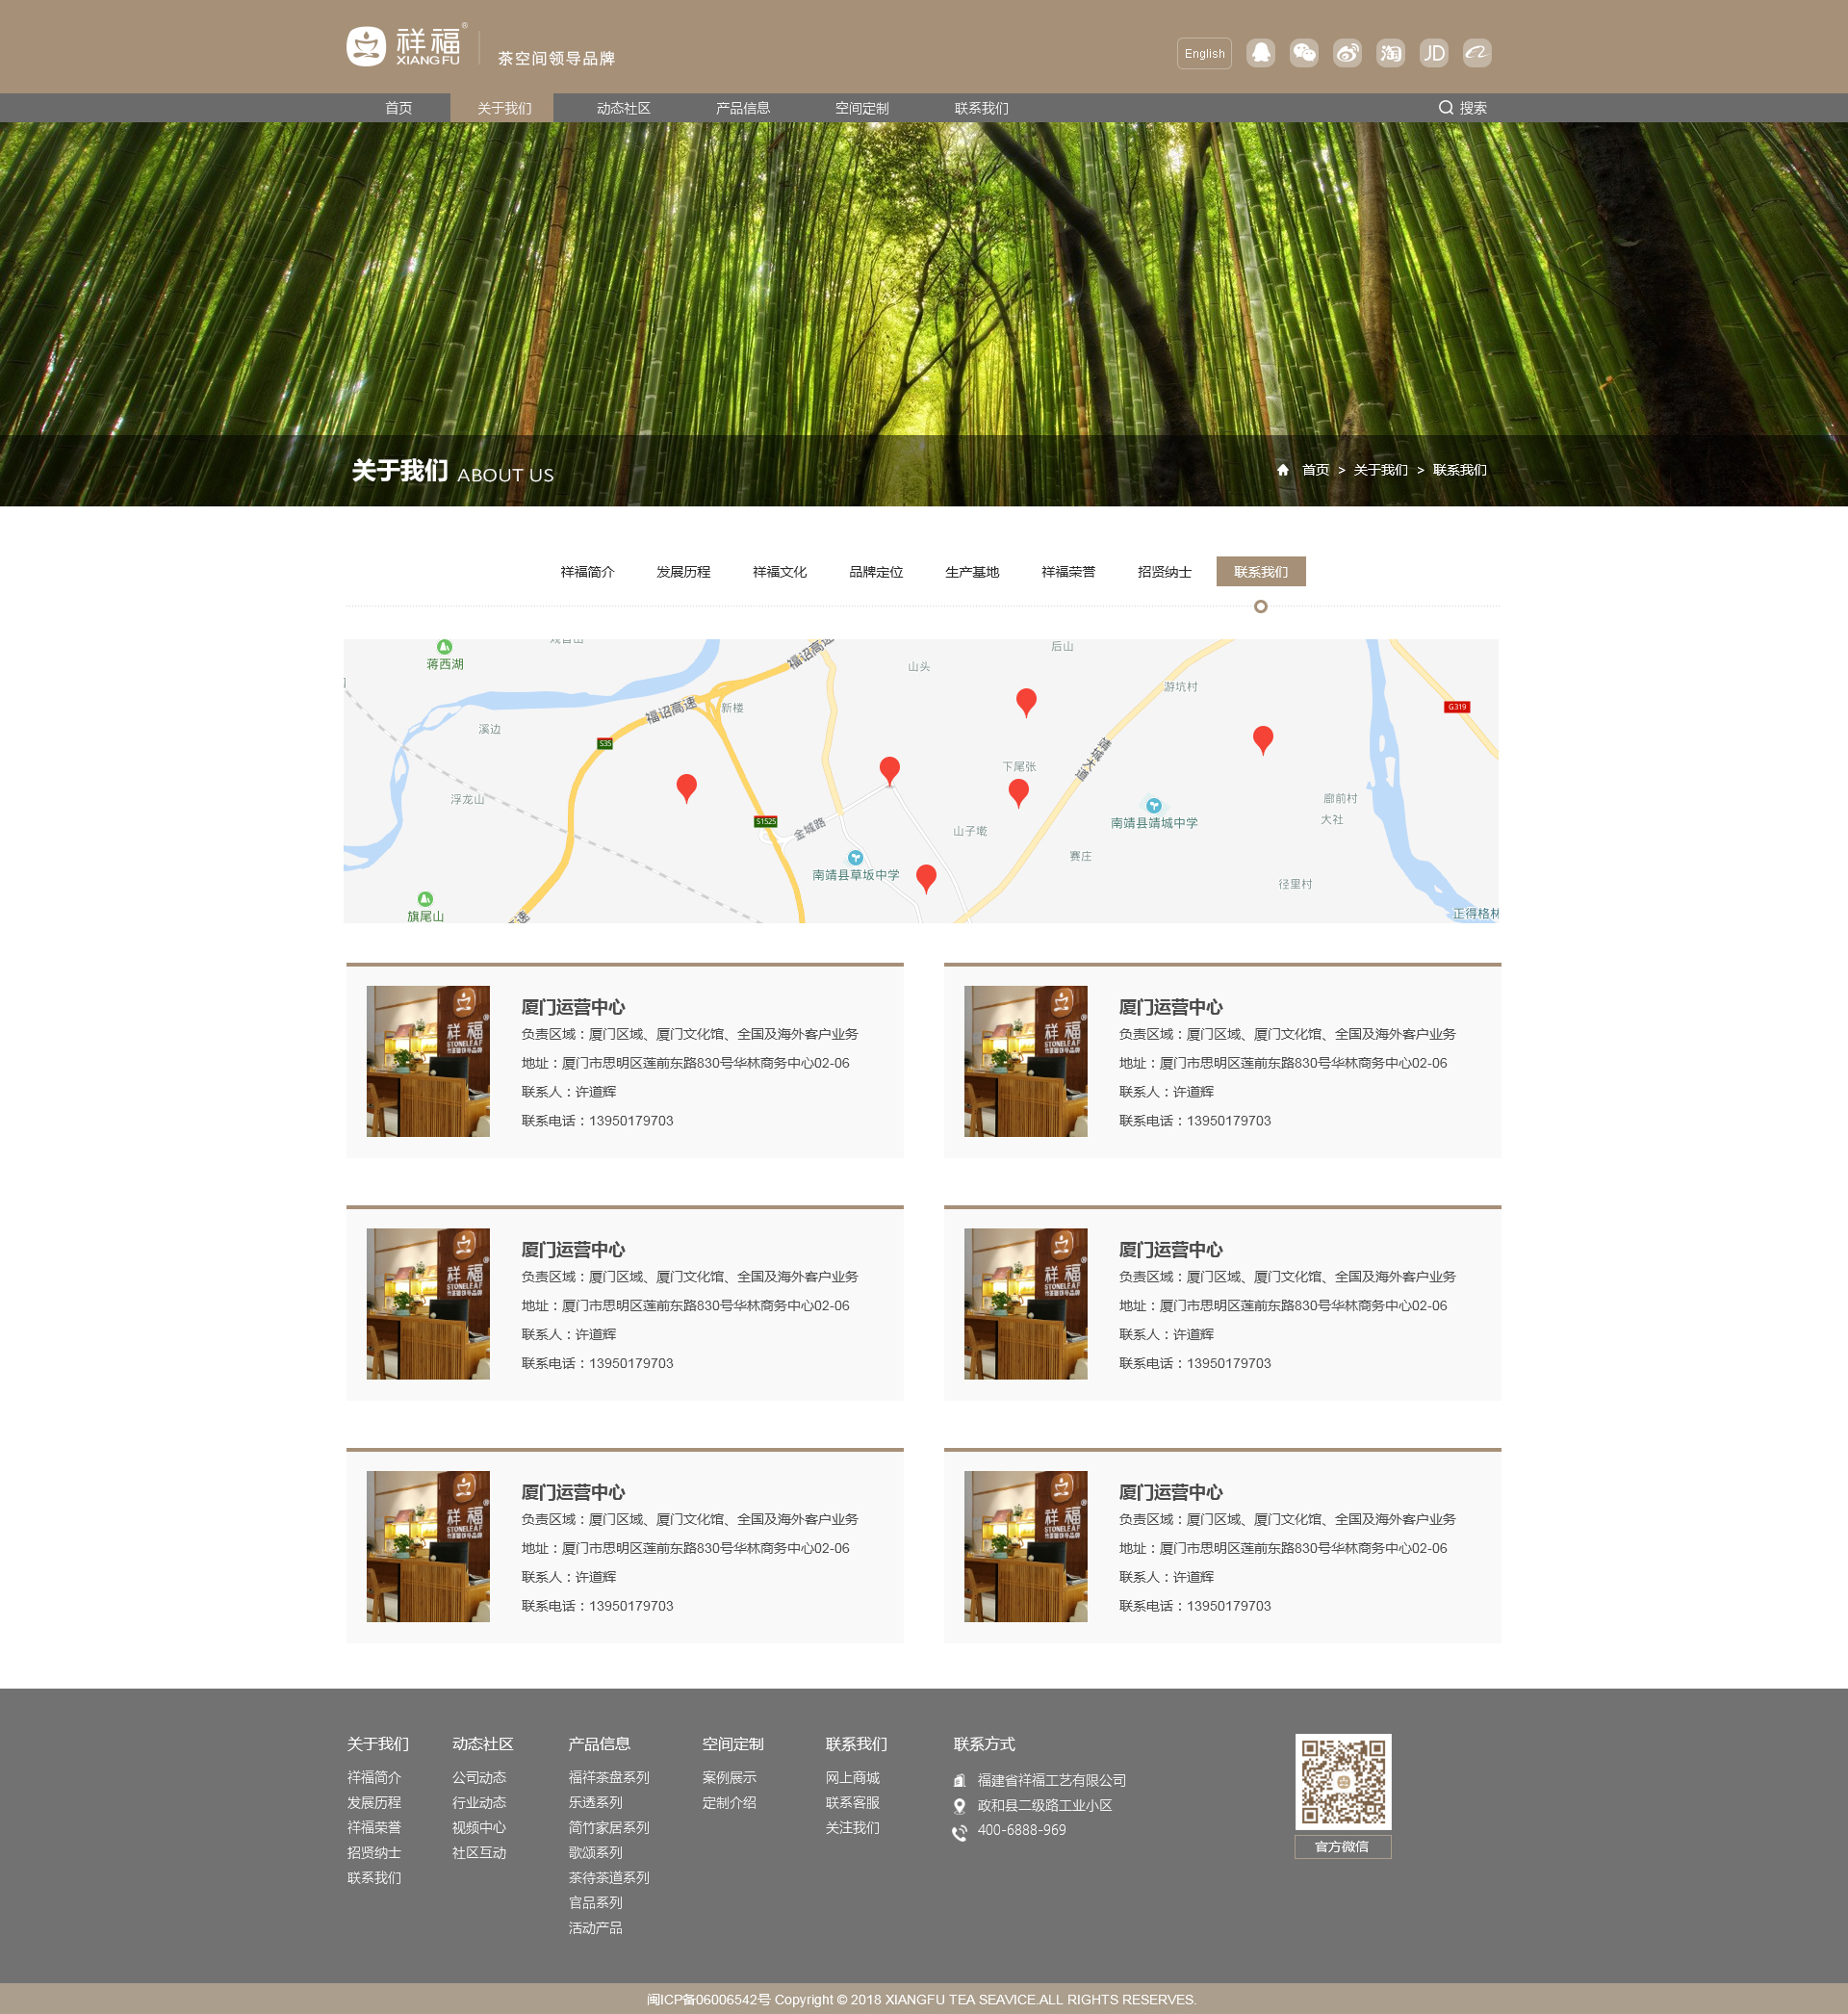 祥福®
XIANG FU
茶空间领导品牌
English
淘
JD
首页 关于我们 动态社区 产品信息 空间定制 联系我们 搜索
关于我们 ABOUT US
首页 > 关于我们 > 联系我们
祥福简介 发展历程 祥福文化 品牌定位 生产基地 祥福荣誉 招贤纳士 联系我们
蒋西湖
福诏高速
山头
后山
游坑村
福诏高速
新楼
G319
溪边
S35
靖城大道
下尾张
浮龙山
廍前村
南靖县靖城中学
大社
S1525
金城路
山子墘
赛庄
南靖县草坂中学
径里村
旗尾山
正得格林
厦门运营中心
负责区域：厦门区域、厦门文化馆、全国及海外客户业务
地址：厦门市思明区莲前东路830号华林商务中心02-06
联系人：许道辉
联系电话：13950179703
祥福
STONELEAF
厦门运营中心
负责区域：厦门区域、厦门文化馆、全国及海外客户业务
地址：厦门市思明区莲前东路830号华林商务中心02-06
联系人：许道辉
联系电话：13950179703
祥福
STONELEAF
厦门运营中心
负责区域：厦门区域、厦门文化馆、全国及海外客户业务
地址：厦门市思明区莲前东路830号华林商务中心02-06
联系人：许道辉
联系电话：13950179703
祥福
STONELEAF
厦门运营中心
负责区域：厦门区域、厦门文化馆、全国及海外客户业务
地址：厦门市思明区莲前东路830号华林商务中心02-06
联系人：许道辉
联系电话：13950179703
祥福
STONELEAF
厦门运营中心
负责区域：厦门区域、厦门文化馆、全国及海外客户业务
地址：厦门市思明区莲前东路830号华林商务中心02-06
联系人：许道辉
联系电话：13950179703
祥福
STONELEAF
厦门运营中心
负责区域：厦门区域、厦门文化馆、全国及海外客户业务
地址：厦门市思明区莲前东路830号华林商务中心02-06
联系人：许道辉
联系电话：13950179703
祥福
STONELEAF
关于我们
祥福简介
发展历程
祥福荣誉
招贤纳士
联系我们
动态社区
公司动态
行业动态
视频中心
社区互动
产品信息
福祥茶盘系列
乐透系列
简竹家居系列
歌颂系列
茶待茶道系列
官品系列
活动产品
空间定制
案例展示
定制介绍
联系我们
网上商城
联系客服
关注我们
联系方式
福建省祥福工艺有限公司
政和县二级路工业小区
400-6888-969
官方微信
闽ICP备06006542号 Copyright © 2018 XIANGFU TEA SEAVICE.ALL RIGHTS RESERVES.